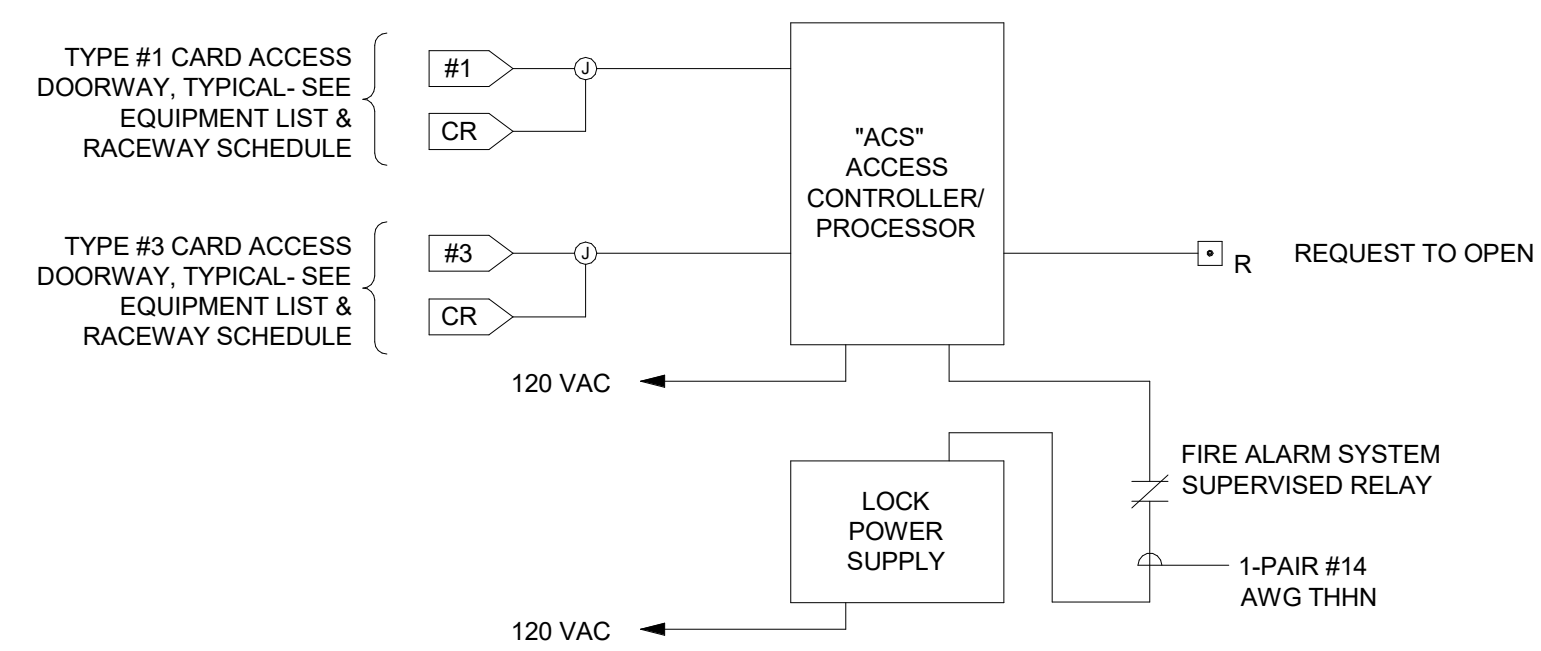 TYPE #1 CARD ACCESS
DOORWAY, TYPICAL- SEE
EQUIPMENT LIST &
RACEWAY SCHEDULE
#1
J
CR
"ACS"
ACCESS
CONTROLLER/
PROCESSOR
TYPE #3 CARD ACCESS
DOORWAY, TYPICAL- SEE
EQUIPMENT LIST &
RACEWAY SCHEDULE
#3
J
CR
R
REQUEST TO OPEN
120 VAC
FIRE ALARM SYSTEM
SUPERVISED RELAY
LOCK
POWER
SUPPLY
1-PAIR #14
AWG THHN
120 VAC